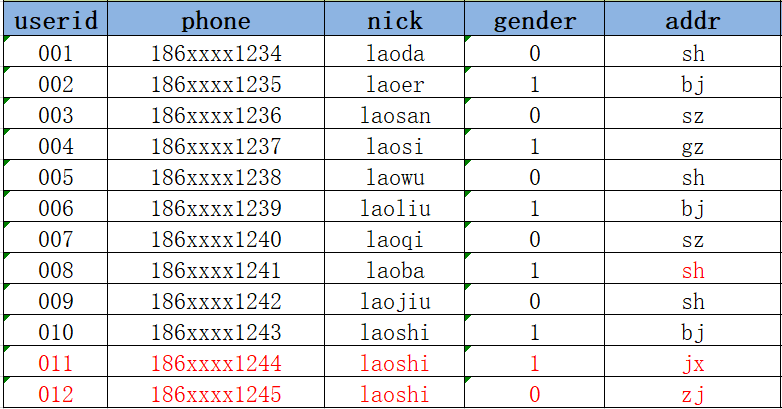 userid phone nick gender addr
001 186xxxx1234 laoda 0 sh
002 186xxxx1235 laoer 1 bj
003 186xxxx1236 laosan 0 sz
004 186xxxx1237 laosi 1 gz
005 186xxxx1238 laowu 0 sh
006 186xxxx1239 laoliu 1 bj
007 186xxxx1240 laoqi 0 sz
008 186xxxx1241 laoba 1 sh
009 186xxxx1242 laojiu 0 sh
010 186xxxx1243 laoshi 1 bj
011 186xxxx1244 laoshi 1 jx
012 186xxxx1245 laoshi 0 zj